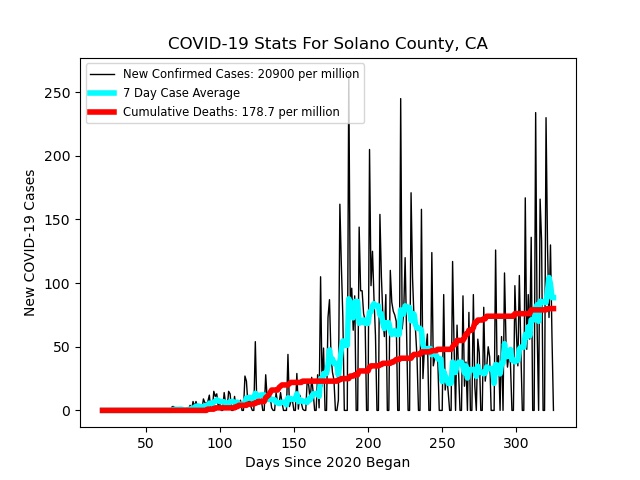 COVID-19 Stats For Solano County, CA
New Confirmed Cases: 20900 per million
7 Day Case Average
Cumulative Deaths: 178.7 per million
250
200
150
100
50
0
New COVID-19 Cases
50 100 150 200 250 300
Days Since 2020 Began